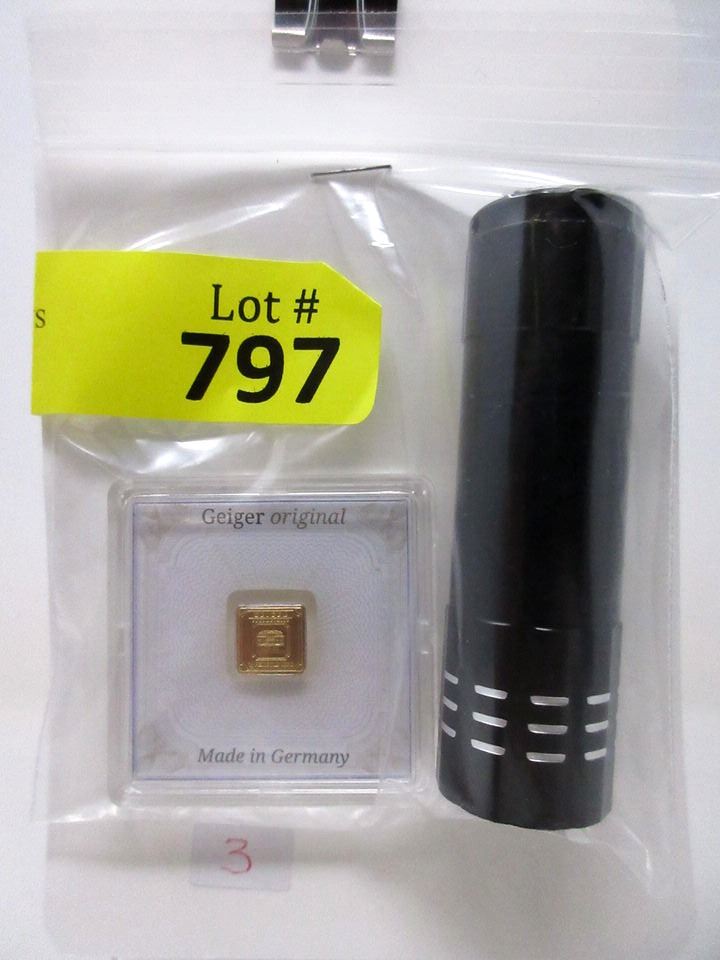 s
Lot #
797
Geiger original
Made in Germany
3